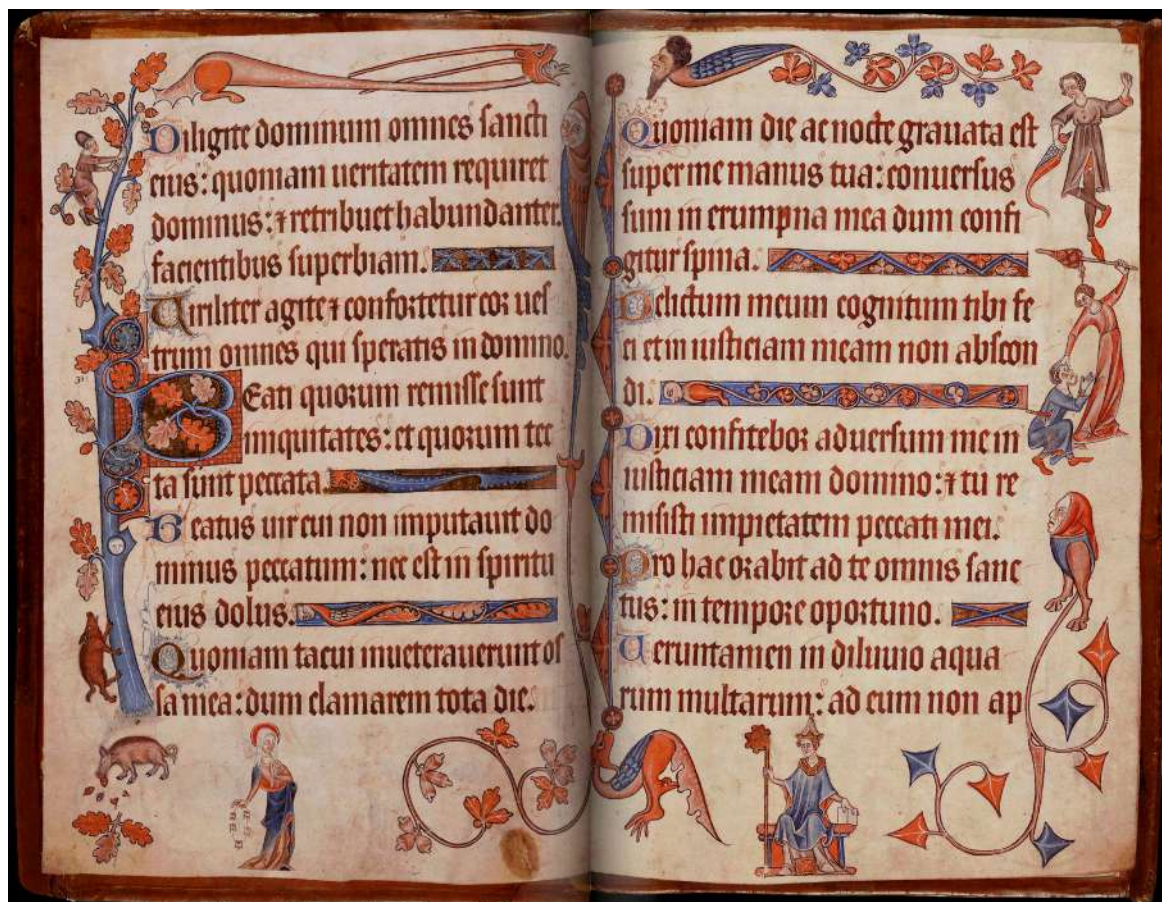 Diligite dominum omnes sancti
eius: quoniam ueritatem requiret
dominus: ⁊ retribuet habundanter
facientibus superbiam.
Uiriliter agite ⁊ confortetur cor ues
trum omnes qui speratis in domino.
Beati quorum remisse sunt
iniquitates: et quorum tec
ta sunt peccata.
Beatus uir cui non imputauit do
minus peccatum: nec est in spiritu
eius dolus.
Quoniam tacui inueterauerunt os
sa mea: dum clamarem tota die.
Quoniam die ac nocte grauata est
super me manus tua: conuersus
sum in erumpna mea dum confi
gitur spina.
Delictum meum cognitum tibi fe
ci et in iusticiam meam non abscon
di.
Dixi confitebor aduersum me in
iusticiam meam domino: ⁊ tu re
misisti impietatem peccati mei.
Pro hac orabit ad te omnis sanc
tus: in tempore oportuno.
Ueruntamen in diluuio aqua
rum multarum: ad eum non ap